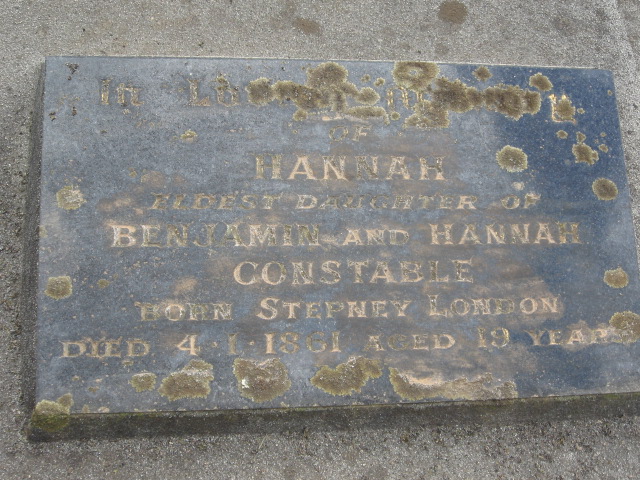 In
OF
HANNAH
ELDEST DAUGHTER OF
BENJAMIN AND HANNAH
CONSTABLE
BORN STEPNEY LONDON
DIED 4·1·1861 AGED 19 YEARS